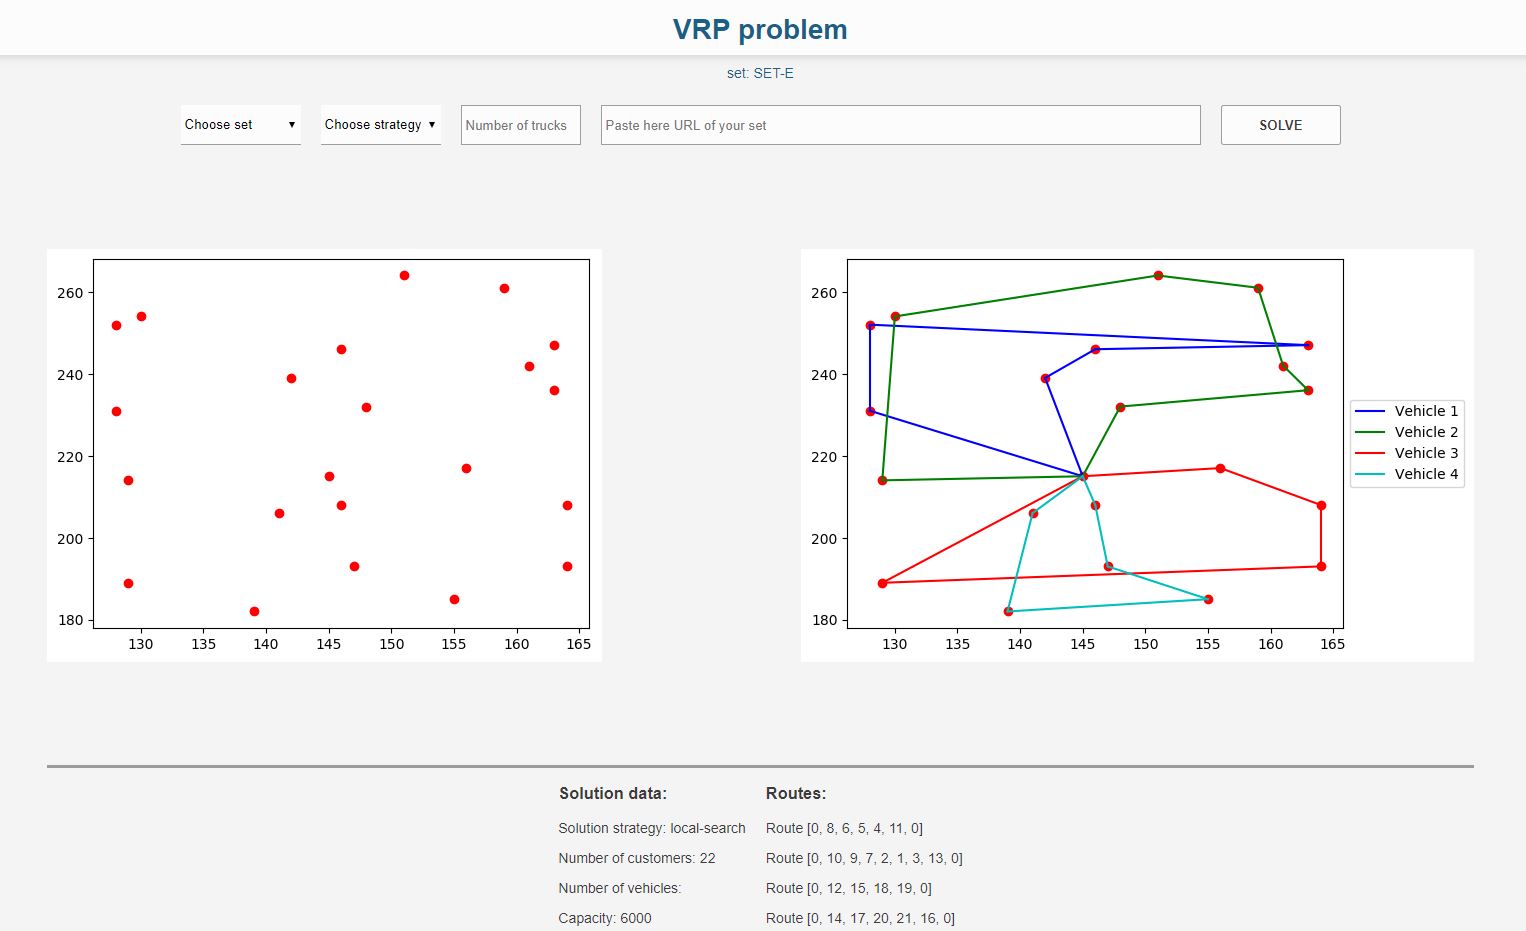 VRP problem
set: SET-E
Choose set
Choose strategy
Number of trucks
Paste here URL of your set
SOLVE
260
240
220
200
180
130 135 140 145 150 155 160 165
260
240
220
200
180
130 135 140 145 150 155 160 165
Vehicle 1
Vehicle 2
Vehicle 3
Vehicle 4
Solution data:
Solution strategy: local-search
Number of customers: 22
Number of vehicles:
Capacity: 6000
Routes:
Route [0, 8, 6, 5, 4, 11, 0]
Route [0, 10, 9, 7, 2, 1, 3, 13, 0]
Route [0, 12, 15, 18, 19, 0]
Route [0, 14, 17, 20, 21, 16, 0]